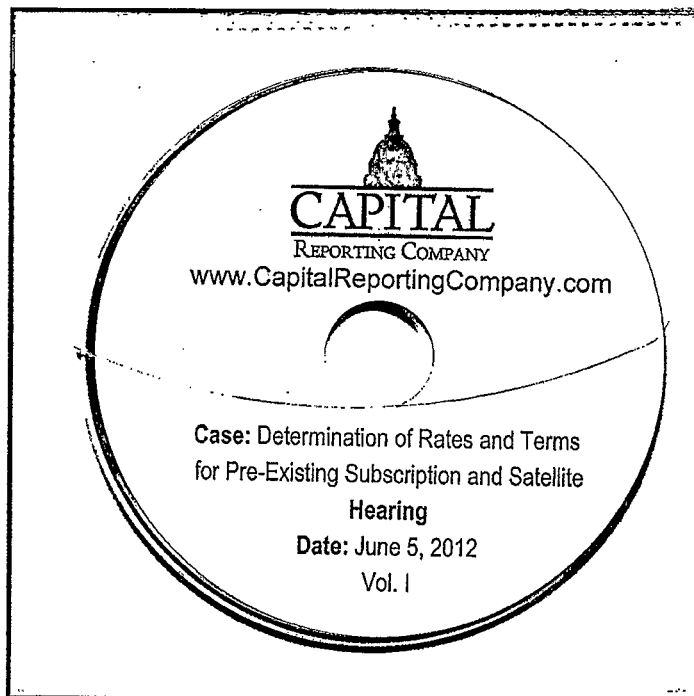 CAPITAL
REPORTING COMPANY
www.CapitalReportingCompany.com
Case: Determination of Rates and Terms
for Pre-Existing Subscription and Satellite
Hearing
Date: June 5, 2012
Vol. I